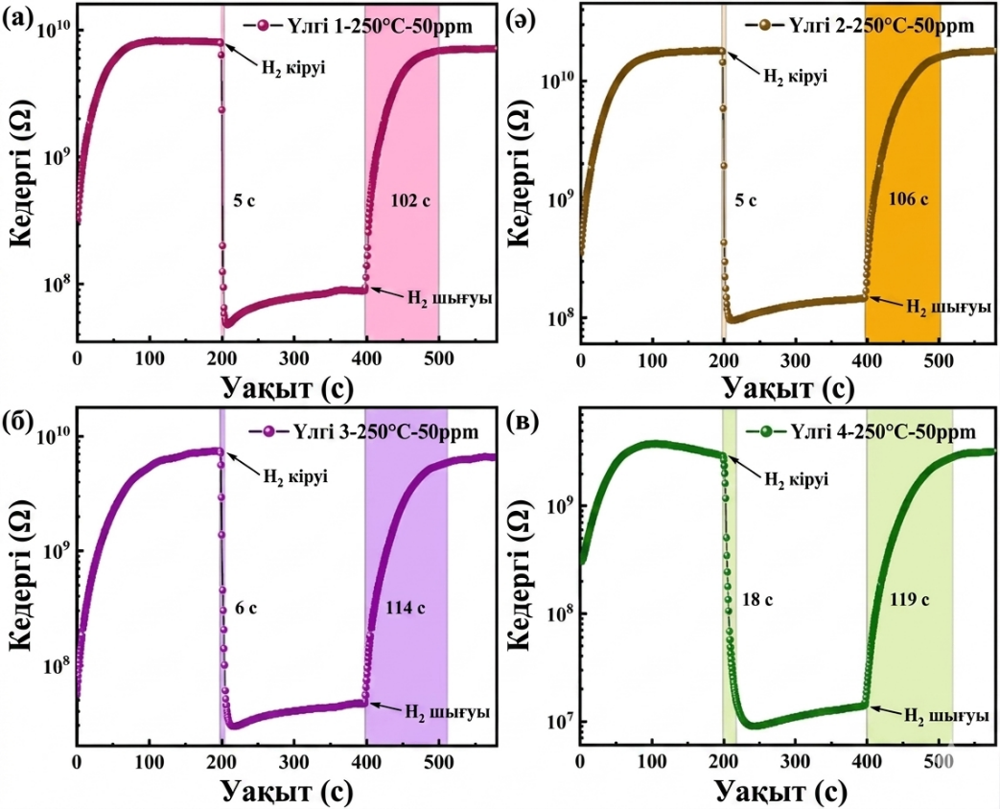 (а)
Үлгі 1-250°C-50ppm
10¹⁰
10⁹
10⁸
Кедергі (Ω)
H₂ кіруі
5 с
102 с
H₂ шығуы
0 100 200 300 400 500
Уақыт (с)
(ә)
Үлгі 2-250°C-50ppm
10¹⁰
10⁹
10⁸
Кедергі (Ω)
H₂ кіруі
5 с
106 с
H₂ шығуы
0 100 200 300 400 500
Уақыт (с)
(б)
Үлгі 3-250°C-50ppm
10¹⁰
10⁹
10⁸
Кедергі (Ω)
H₂ кіруі
6 с
114 с
H₂ шығуы
0 100 200 300 400 500
Уақыт (с)
(в)
Үлгі 4-250°C-50ppm
10⁹
10⁸
10⁷
Кедергі (Ω)
H₂ кіруі
18 с
119 с
H₂ шығуы
0 100 200 300 400 500
Уақыт (с)